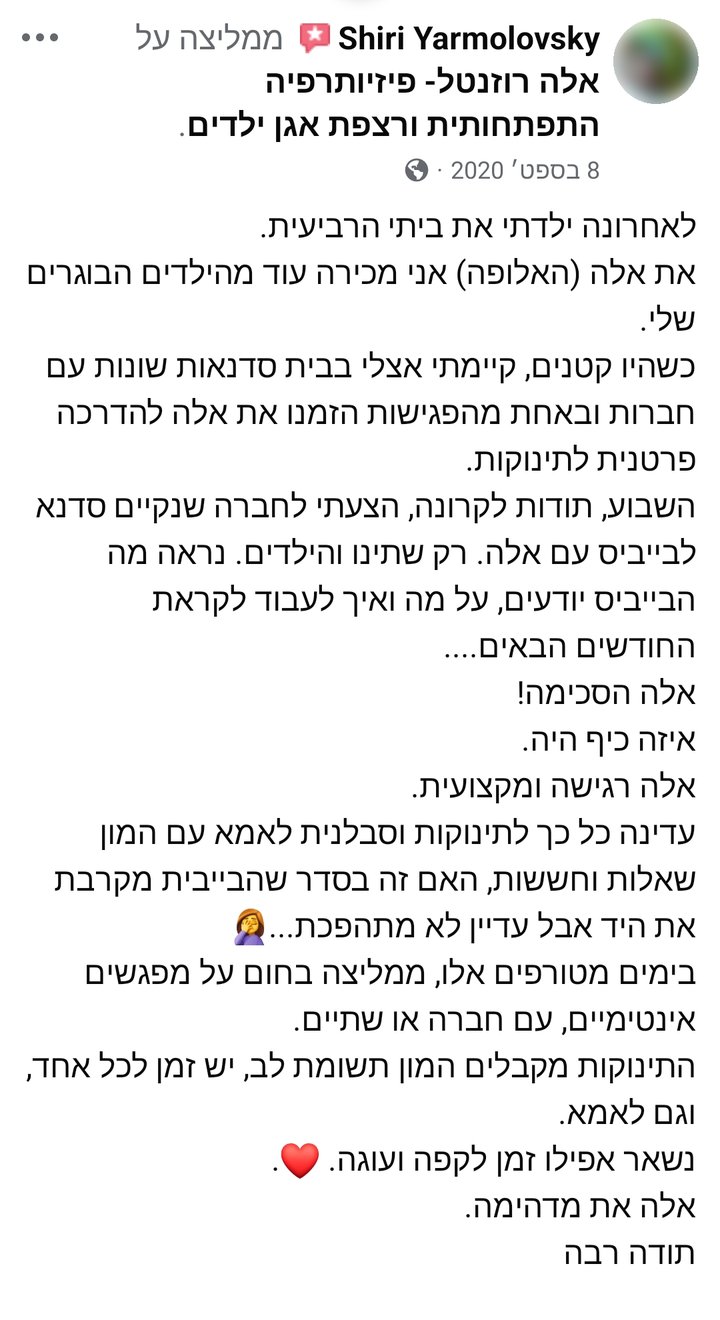 Shiri Yarmolovsky ממליצה על
אלה רוזנטל- פיזיותרפיה
התפתחותית ורצפת אגן ילדים.
8 בספט׳ 2020 ·
לאחרונה ילדתי את ביתי הרביעית.
את אלה (האלופה) אני מכירה עוד מהילדים הבוגרים
שלי.
כשהיו קטנים, קיימתי אצלי בבית סדנאות שונות עם
חברות ובאחת מהפגישות הזמנו את אלה להדרכה
פרטנית לתינוקות.
השבוע, תודות לקרונה, הצעתי לחברה שנקיים סדנא
לבייביס עם אלה. רק שתינו והילדים. נראה מה
הבייביס יודעים, על מה ואיך לעבוד לקראת
החודשים הבאים....
אלה הסכימה!
איזה כיף היה.
אלה רגישה ומקצועית.
עדינה כל כך לתינוקות וסבלנית לאמא עם המון
שאלות וחששות, האם זה בסדר שהבייבית מקרבת
את היד אבל עדיין לא מתהפכת...🤦‍♀️
בימים מטורפים אלו, ממליצה בחום על מפגשים
אינטימיים, עם חברה או שתיים.
התינוקות מקבלים המון תשומת לב, יש זמן לכל אחד,
וגם לאמא.
נשאר אפילו זמן לקפה ועוגה. ❤️.
אלה את מדהימה.
תודה רבה